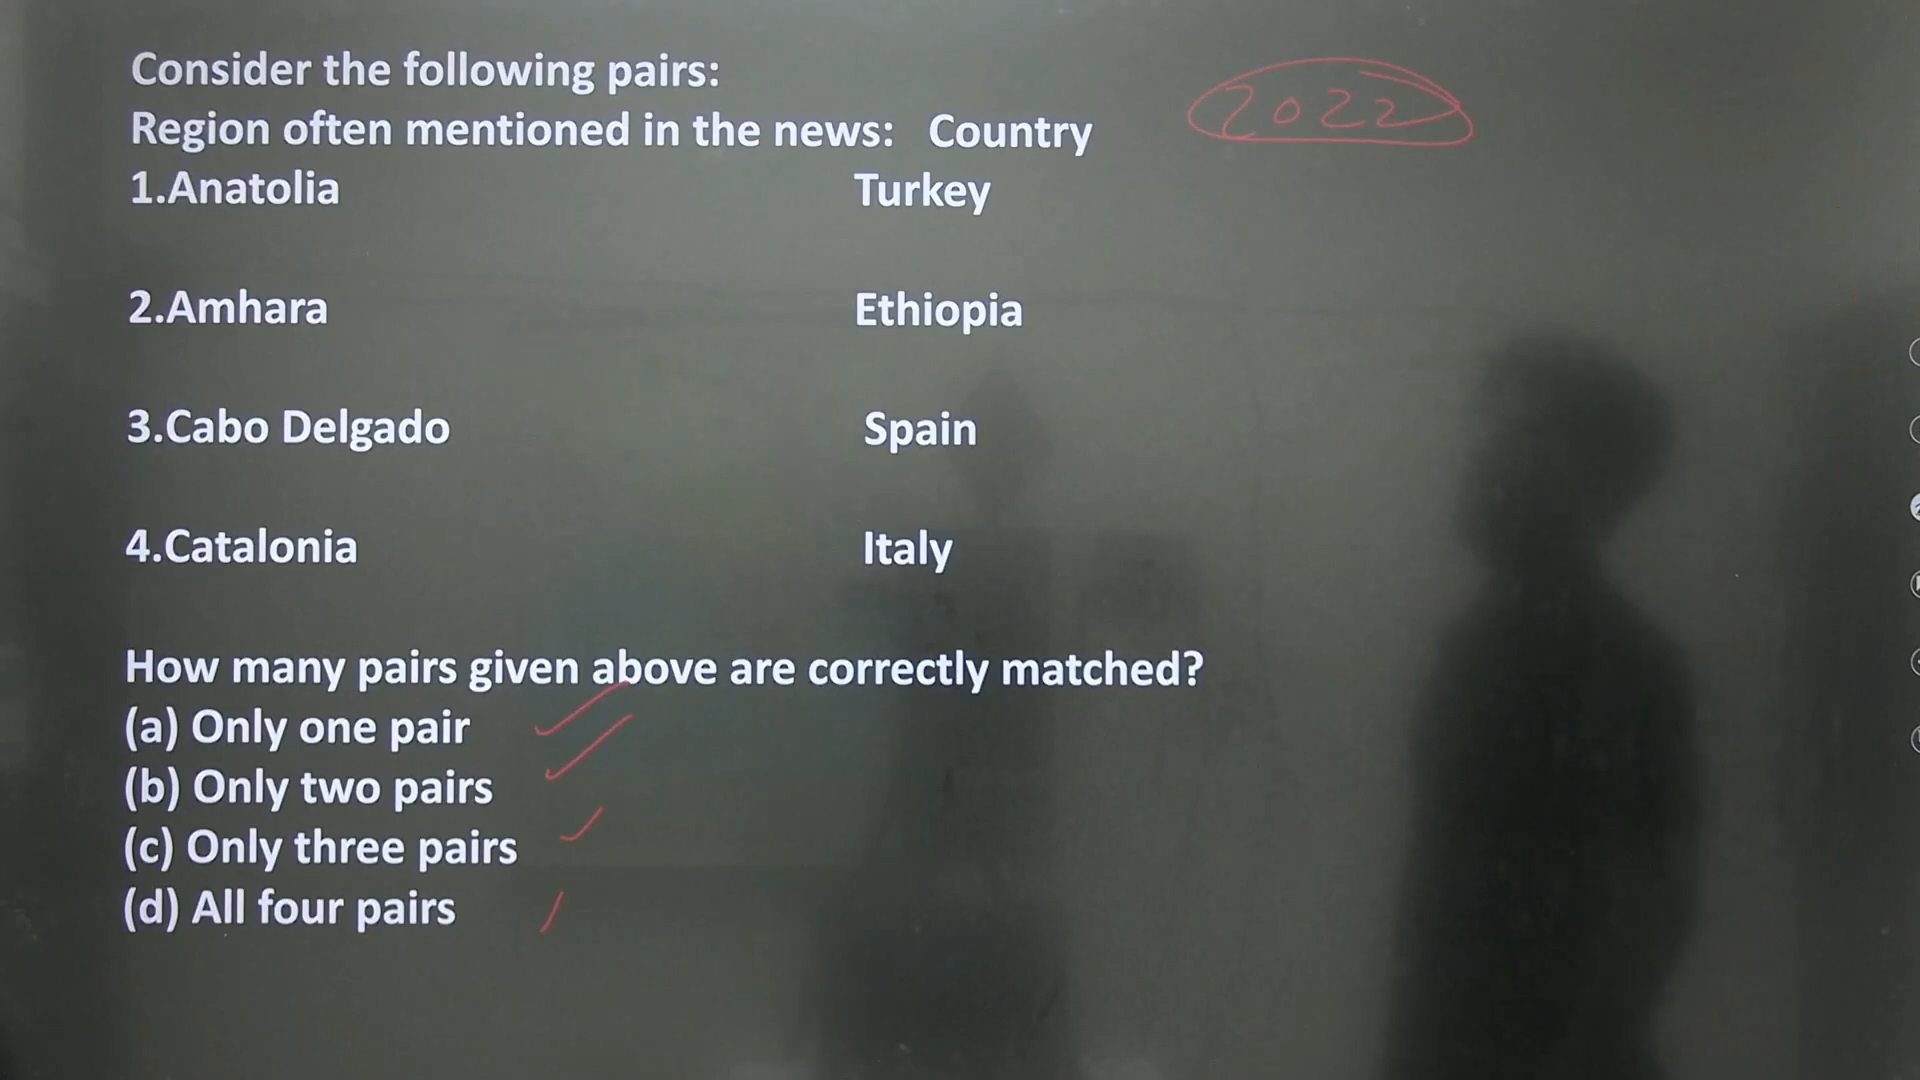 Consider the following pairs:
Region often mentioned in the news: Country
2022
1.Anatolia Turkey
2.Amhara Ethiopia
3.Cabo Delgado Spain
4.Catalonia Italy
How many pairs given above are correctly matched?
(a) Only one pair
(b) Only two pairs
(c) Only three pairs
(d) All four pairs